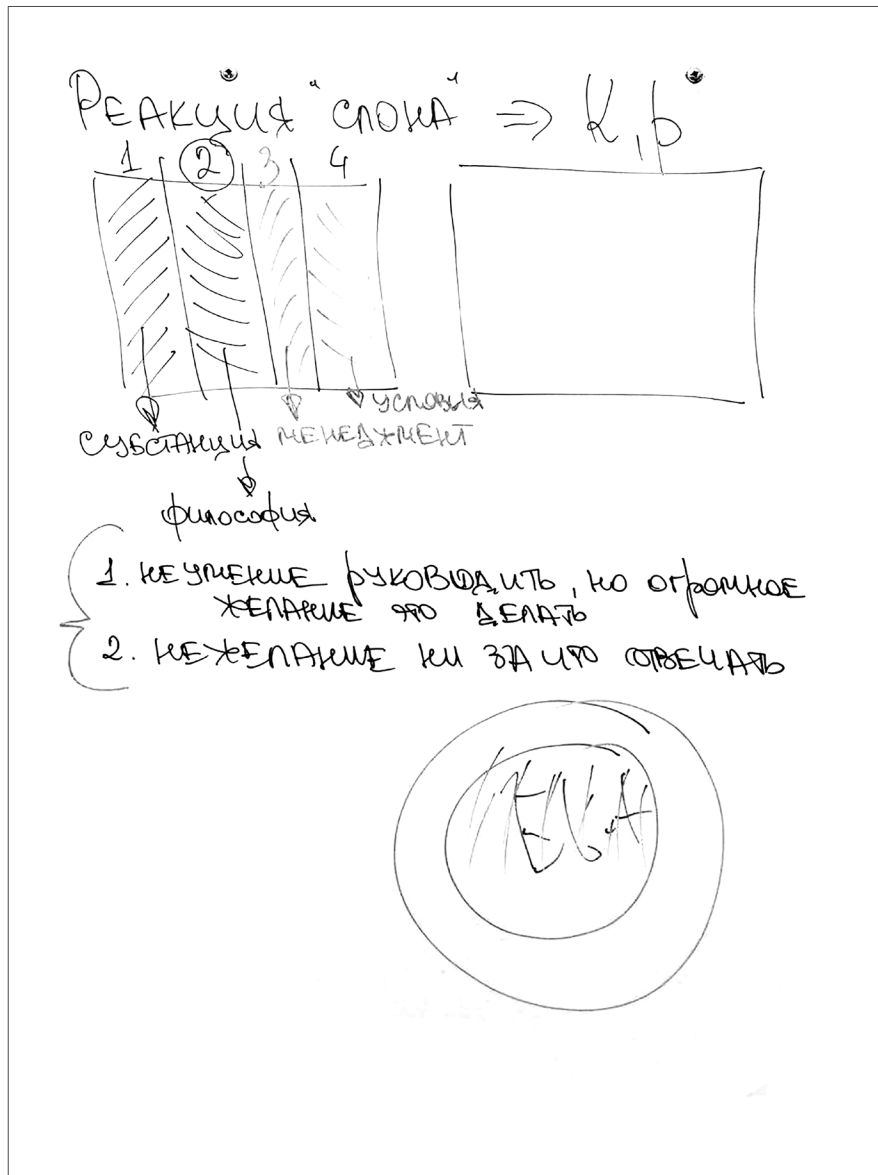 РЕАКЦИЯ "СЛОНА" => К, р
1 2 3 4
УСЛОВИЯ
СУБСТАНЦИЯ МЕНЕДЖМЕНТ
философия
1. НЕУМЕНИЕ РУКОВОДИТЬ, НО ОГРОМНОЕ
ЖЕЛАНИЕ ЭТО ДЕЛАТЬ
2. НЕЖЕЛАНИЕ НИ ЗА ЧТО ОТВЕЧАТЬ